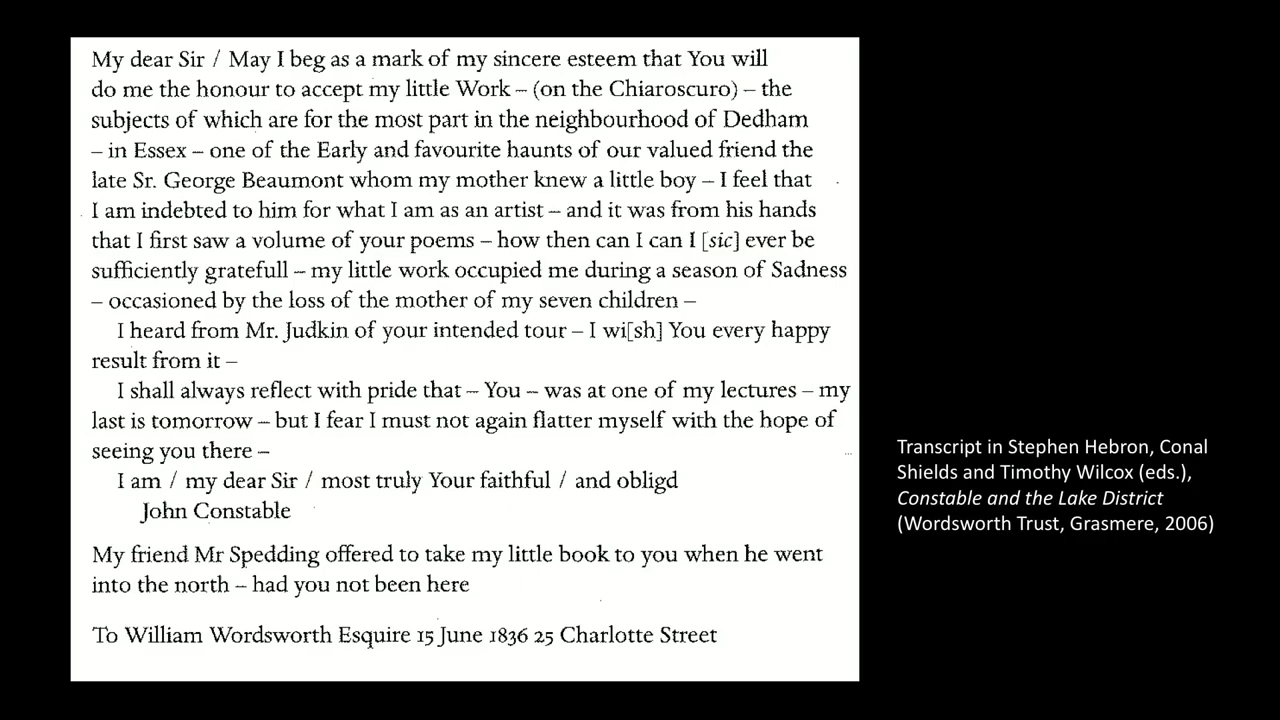 My dear Sir / May I beg as a mark of my sincere esteem that You will
do me the honour to accept my little Work – (on the Chiaroscuro) – the
subjects of which are for the most part in the neighbourhood of Dedham
– in Essex – one of the Early and favourite haunts of our valued friend the
late Sr. George Beaumont whom my mother knew a little boy – I feel that
I am indebted to him for what I am as an artist – and it was from his hands
that I first saw a volume of your poems – how then can I can I [sic] ever be
sufficiently gratefull – my little work occupied me during a season of Sadness
– occasioned by the loss of the mother of my seven children –
I heard from Mr. Judkin of your intended tour – I wi[sh] You every happy
result from it –
I shall always reflect with pride that – You – was at one of my lectures – my
last is tomorrow – but I fear I must not again flatter myself with the hope of
seeing you there –
I am / my dear Sir / most truly Your faithful / and obligd
John Constable
My friend Mr Spedding offered to take my little book to you when he went
into the north – had you not been here
To William Wordsworth Esquire 15 June 1836 25 Charlotte Street
Transcript in Stephen Hebron, Conal
Shields and Timothy Wilcox (eds.),
Constable and the Lake District
(Wordsworth Trust, Grasmere, 2006)